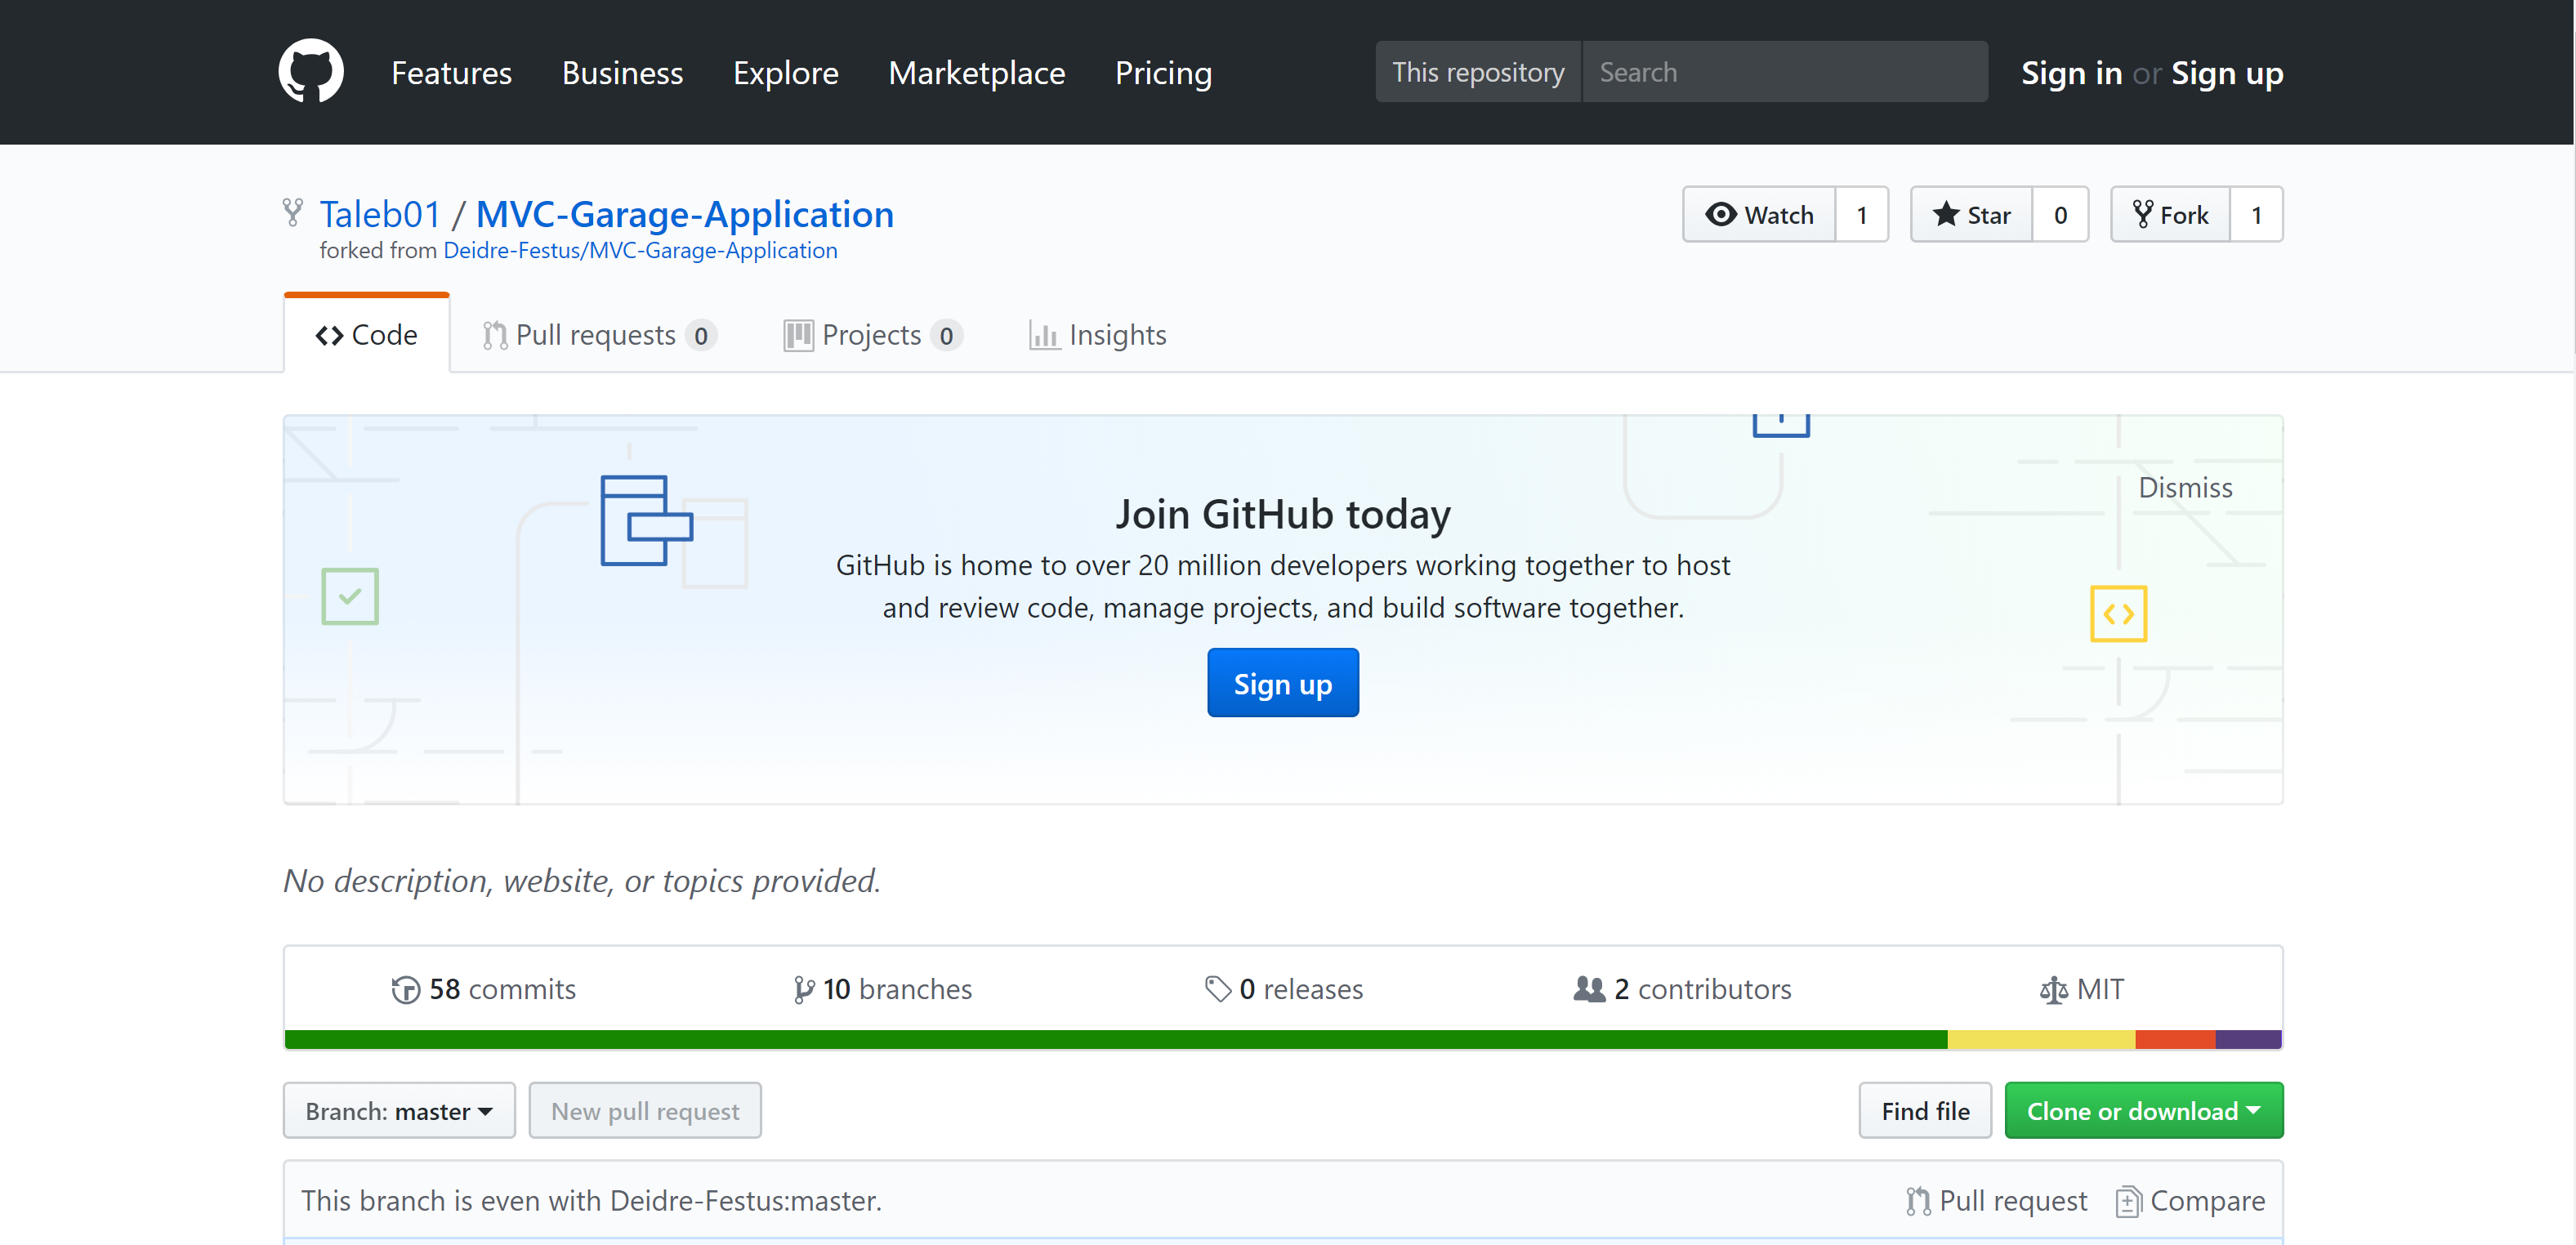 Features Business Explore Marketplace Pricing This repository Search Sign in or Sign up
Taleb01 / MVC-Garage-Application Watch 1 Star 0 Fork 1
forked from Deidre-Festus/MVC-Garage-Application
Code Pull requests 0 Projects 0 Insights
Dismiss
Join GitHub today
GitHub is home to over 20 million developers working together to host
and review code, manage projects, and build software together.
Sign up
No description, website, or topics provided.
58 commits 10 branches 0 releases 2 contributors MIT
Branch: master New pull request Find file Clone or download
This branch is even with Deidre-Festus:master. Pull request Compare